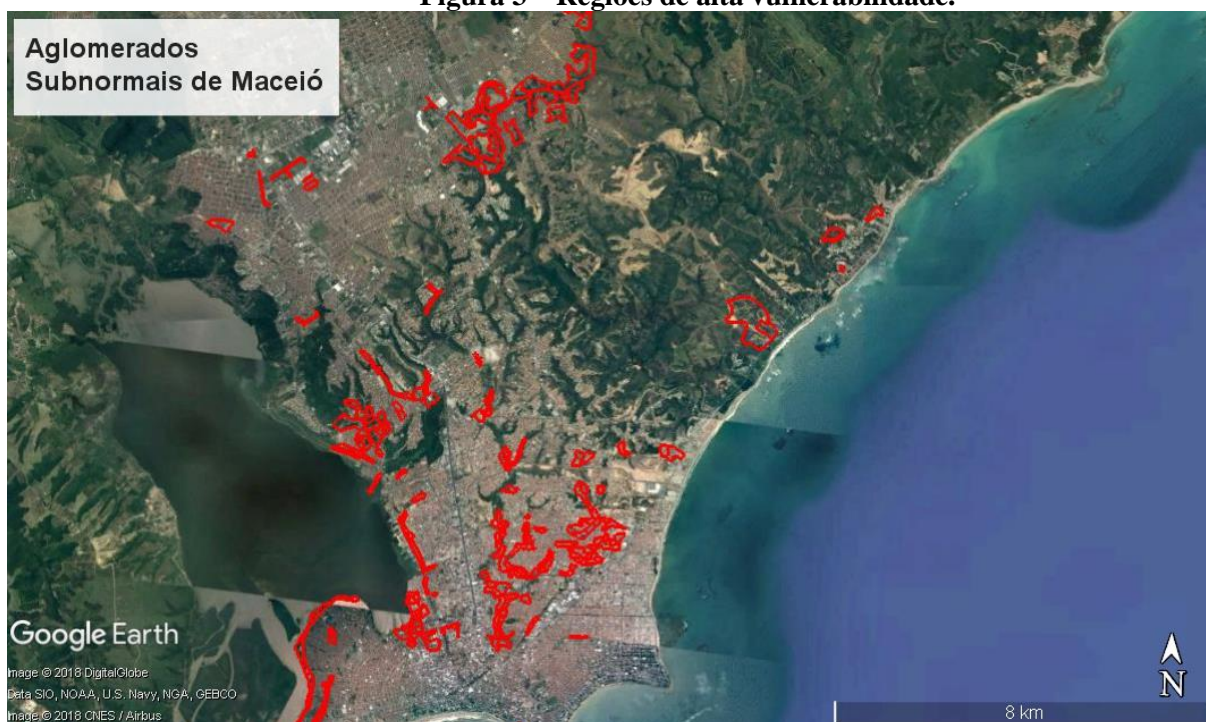 Figura 3 – Regiões de alta vulnerabilidade.
Aglomerados
Subnormais de Maceió
Google Earth
Image © 2018 DigitalGlobe
Data SIO, NOAA, U.S. Navy, NGA, GEBCO
Image © 2018 CNES / Airbus
N
8 km